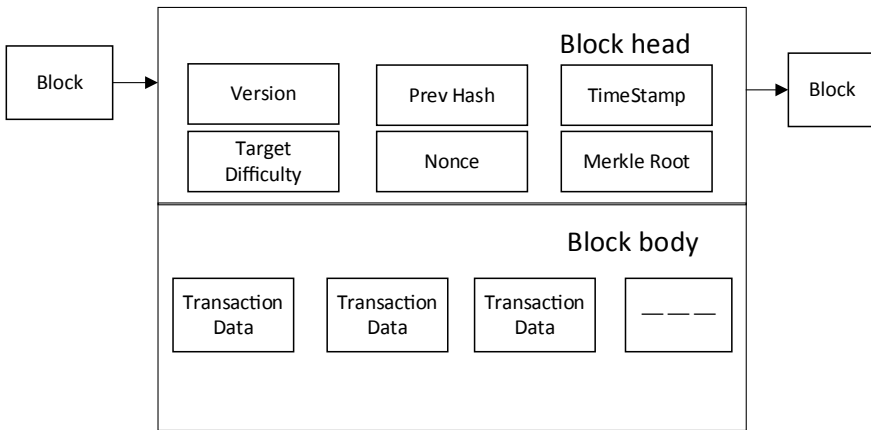 Block head
Block
Version
Prev Hash
TimeStamp
Block
Target
Difficulty
Nonce
Merkle Root
Block body
Transaction
Data
Transaction
Data
Transaction
Data
— — —